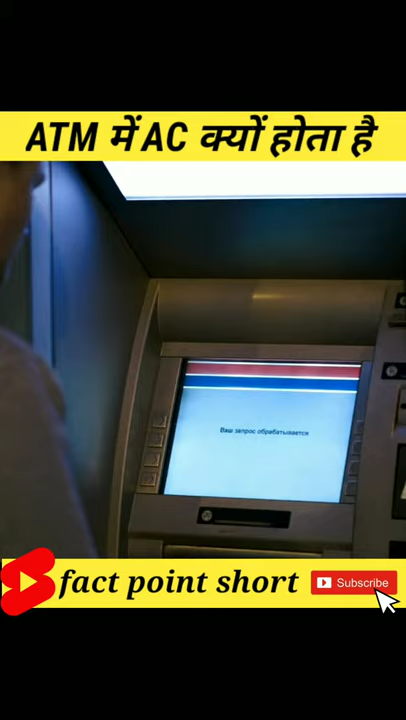 ATM में AC क्यों होता है
Ваш запрос обрабатывается
fact point short
Subscribe